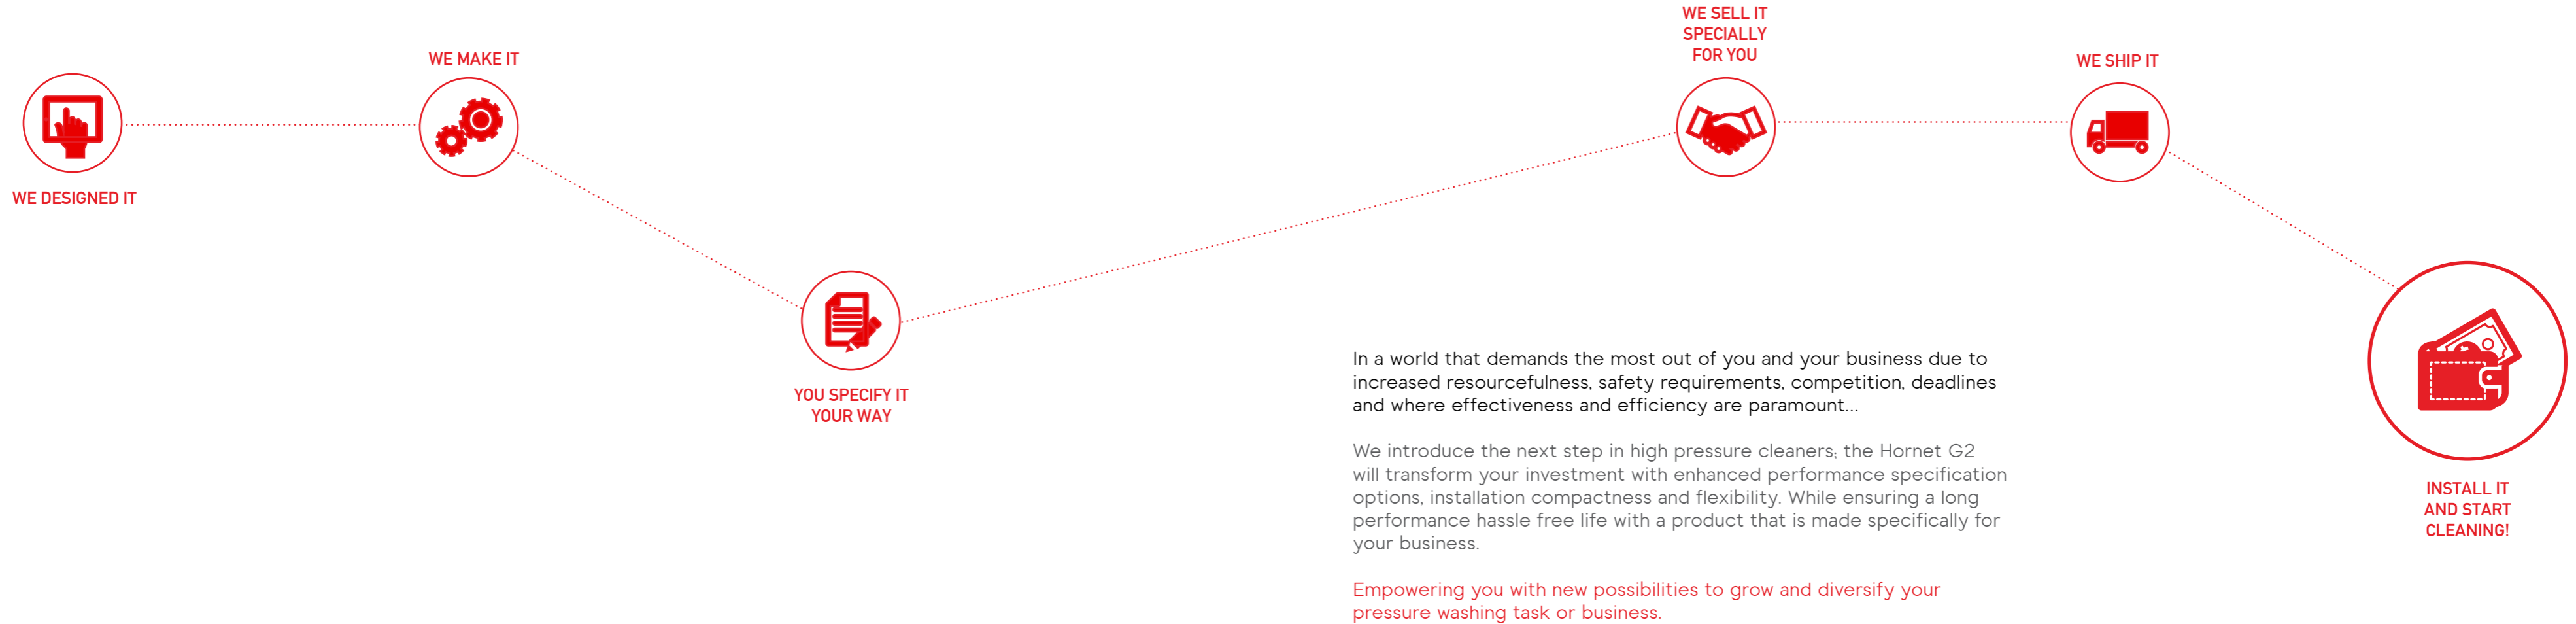 WE DESIGNED IT
WE MAKE IT
YOU SPECIFY IT
YOUR WAY
WE SELL IT
SPECIALLY
FOR YOU
WE SHIP IT
INSTALL IT
AND START
CLEANING!
In a world that demands the most out of you and your business due to
increased resourcefulness, safety requirements, competition, deadlines
and where effectiveness and efficiency are paramount...
We introduce the next step in high pressure cleaners; the Hornet G2
will transform your investment with enhanced performance specification
options, installation compactness and flexibility. While ensuring a long
performance hassle free life with a product that is made specifically for
your business.
Empowering you with new possibilities to grow and diversify your
pressure washing task or business.